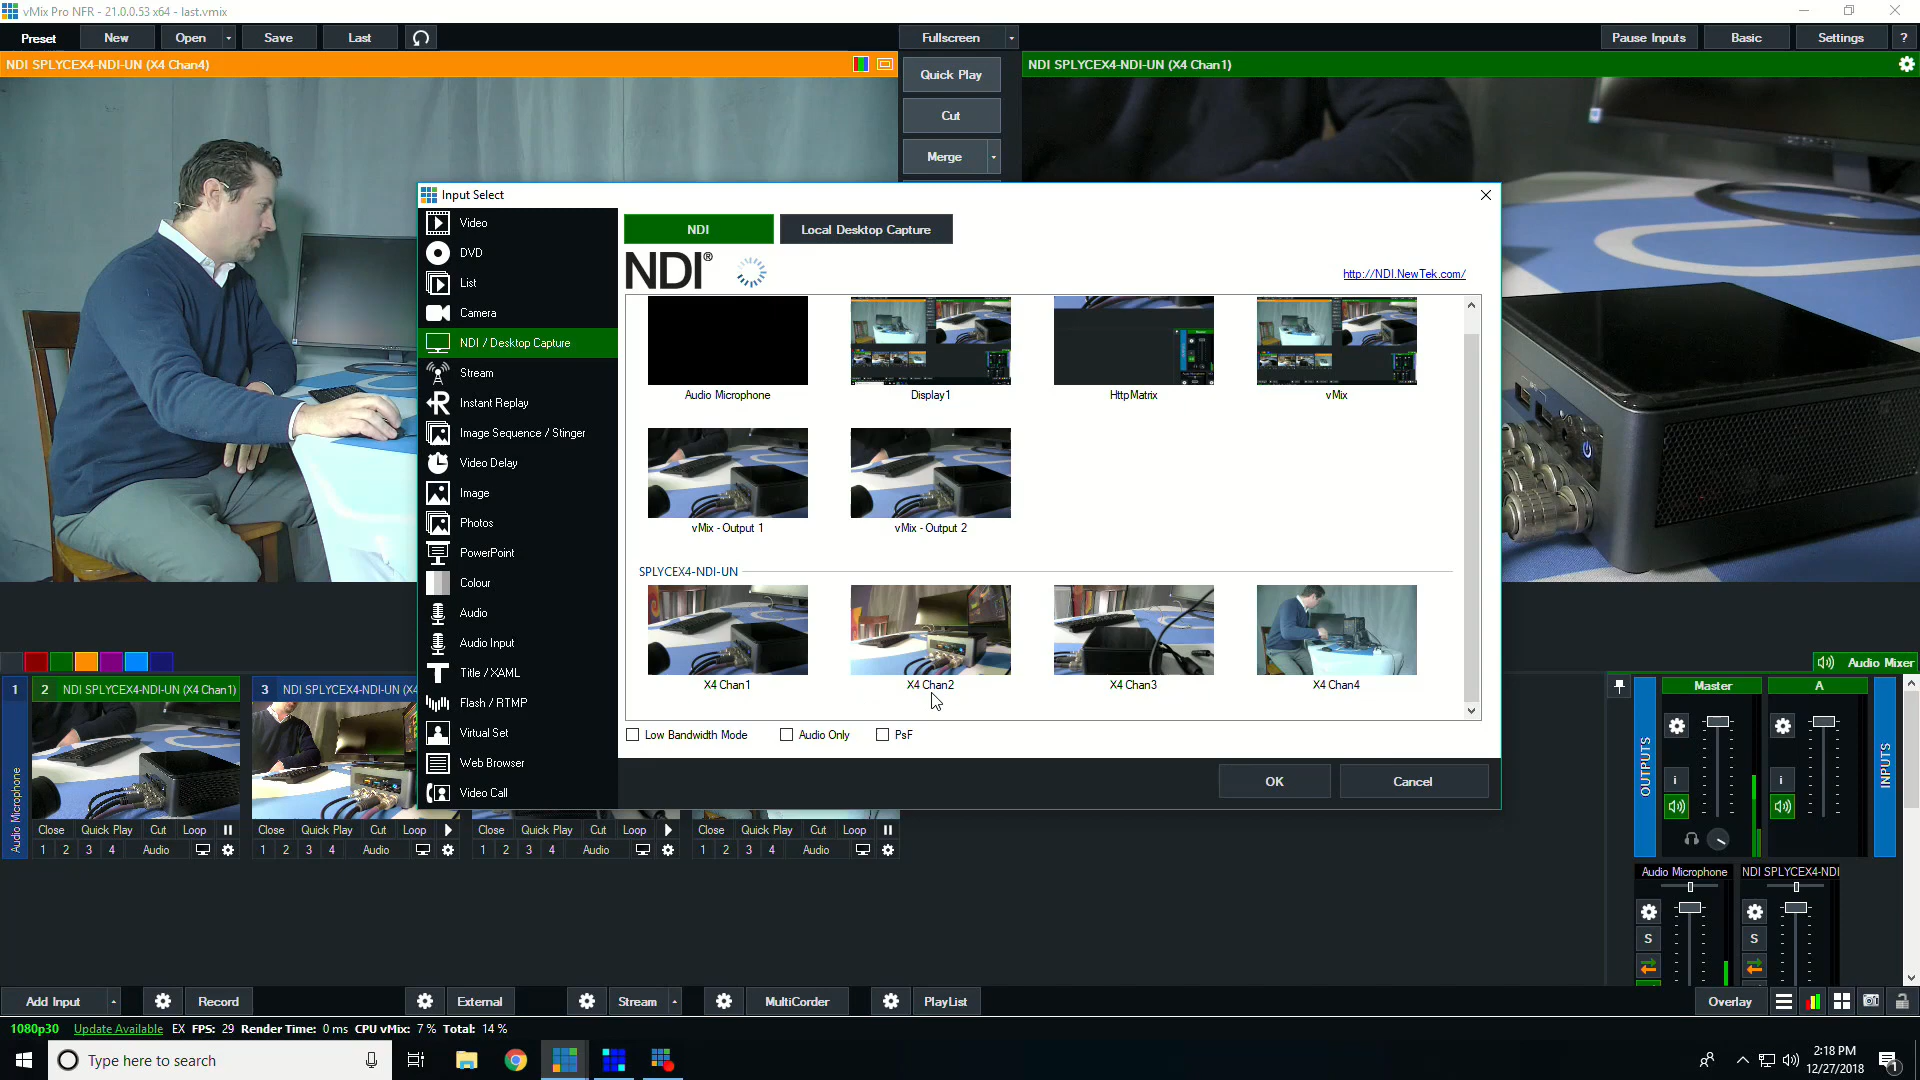 vMix Pro NFR - 21.0.0.53 x64 - last.vmix
Preset New Open Save Last Fullscreen Pause Inputs Basic Settings ?
NDI SPLYCEX4-NDI-UN (X4 Chan4)
NDI SPLYCEX4-NDI-UN (X4 Chan1)
Quick Play
Cut
Merge
Input Select
Video
DVD
List
Camera
NDI / Desktop Capture
Stream
Instant Replay
Image Sequence / Stinger
Video Delay
Image
Photos
PowerPoint
Colour
Audio
Audio Input
Title / XAML
Flash / RTMP
Virtual Set
Web Browser
Video Call
NDI Local Desktop Capture
NDI®
http://NDI.NewTek.com/
Audio Microphone Display1 HttpMatrix vMix
vMix - Output 1 vMix - Output 2
SPLYCEX4-NDI-UN
X4 Chan1 X4 Chan2 X4 Chan3 X4 Chan4
Low Bandwidth Mode Audio Only PsF
OK Cancel
1 Audio Microphone
2 NDI SPLYCEX4-NDI-UN (X4 Chan1)
3 NDI SPLYCEX4-NDI-UN (X4
Close Quick Play Cut Loop
1 2 3 4 Audio
Close Quick Play Cut Loop
1 2 3 4 Audio
Close Quick Play Cut Loop
1 2 3 4 Audio
Close Quick Play Cut Loop
1 2 3 4 Audio
Audio Mixer
OUTPUTS
Master A
INPUTS
i i
Audio Microphone NDI SPLYCEX4-NDI
S S
Add Input Record External Stream MultiCorder PlayList Overlay
1080p30 Update Available EX FPS: 29 Render Time: 0 ms CPU vMix: 7 % Total: 14 %
Type here to search
2:18 PM
12/27/2018
1